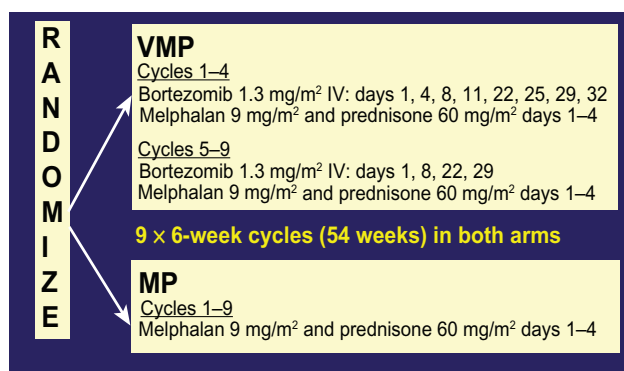 RANDOMIZE
VMP
Cycles 1–4
Bortezomib 1.3 mg/m² IV: days 1, 4, 8, 11, 22, 25, 29, 32
Melphalan 9 mg/m² and prednisone 60 mg/m² days 1–4
Cycles 5–9
Bortezomib 1.3 mg/m² IV: days 1, 8, 22, 29
Melphalan 9 mg/m² and prednisone 60 mg/m² days 1–4
9 × 6-week cycles (54 weeks) in both arms
MP
Cycles 1–9
Melphalan 9 mg/m² and prednisone 60 mg/m² days 1–4